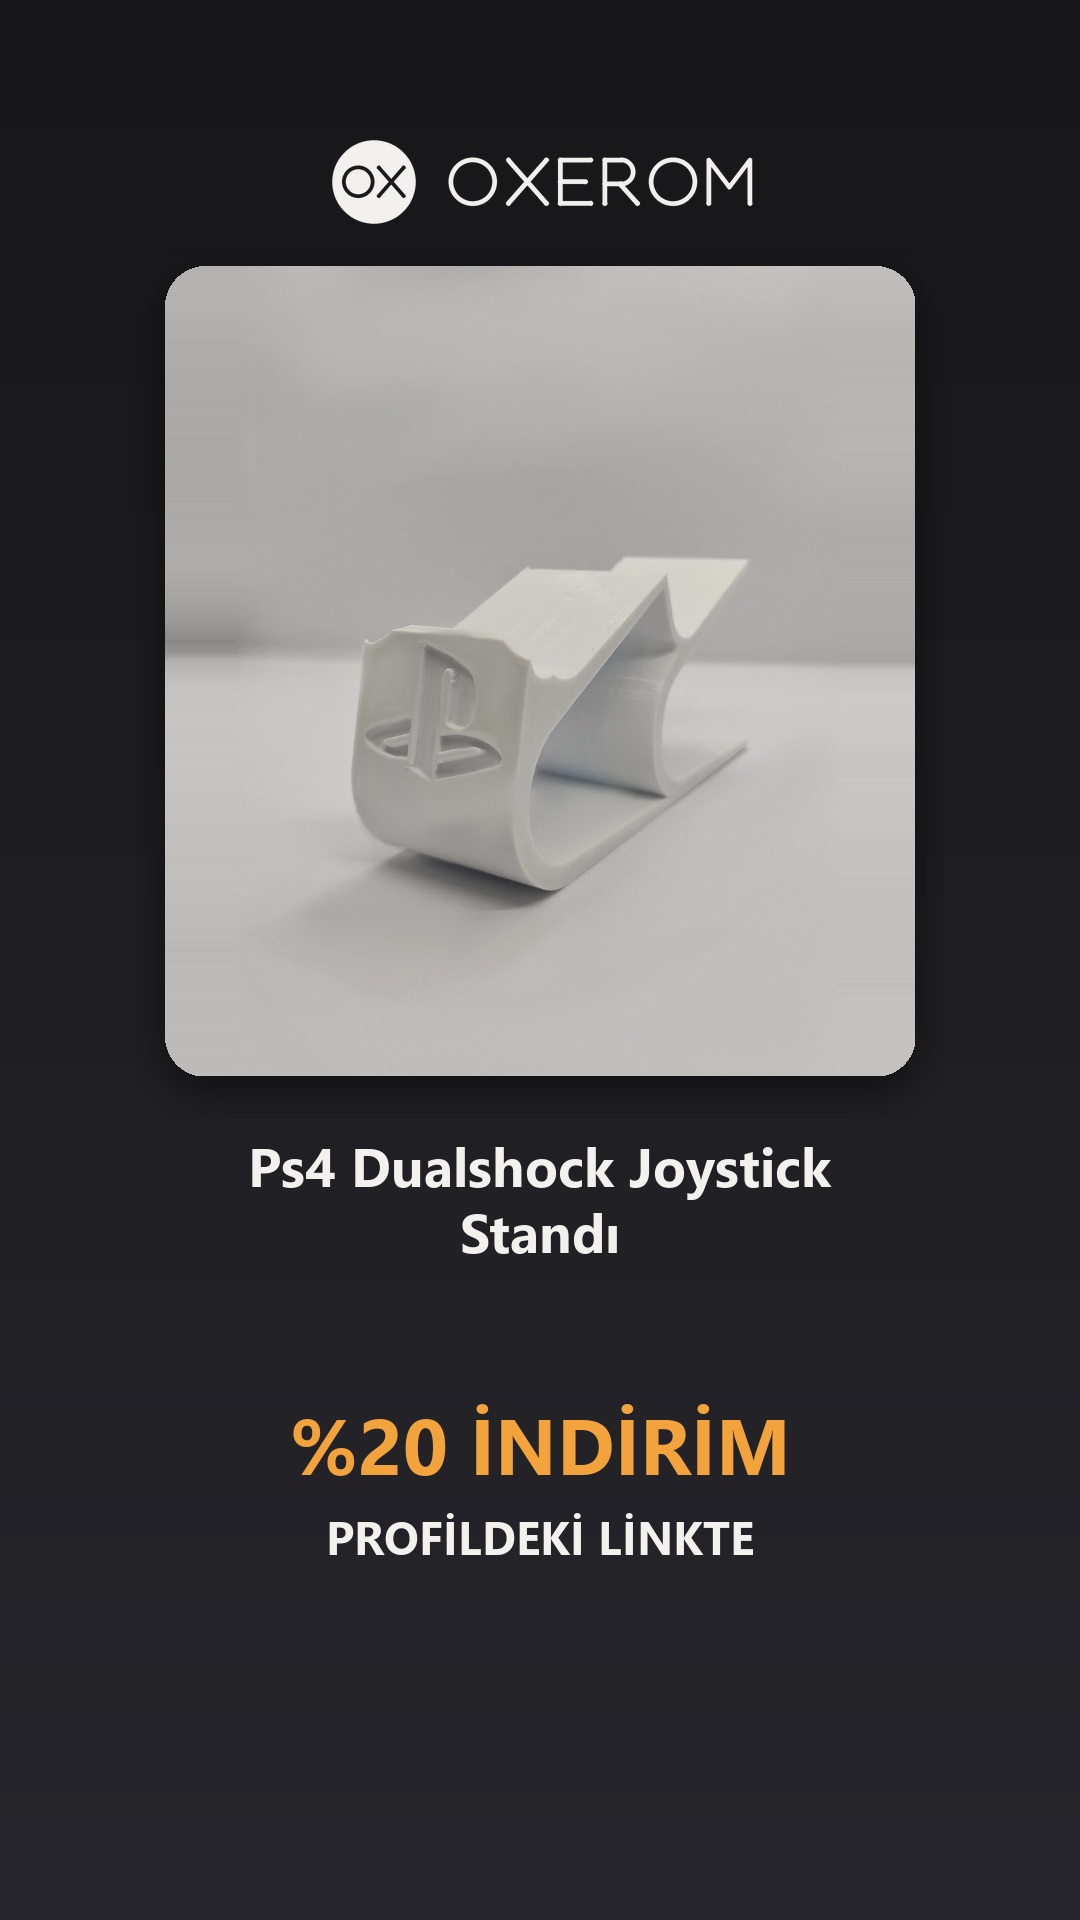 OX OXEROM
Ps4 Dualshock Joystick
Standı
%20 İNDİRİM
PROFİLDEKİ LİNKTE